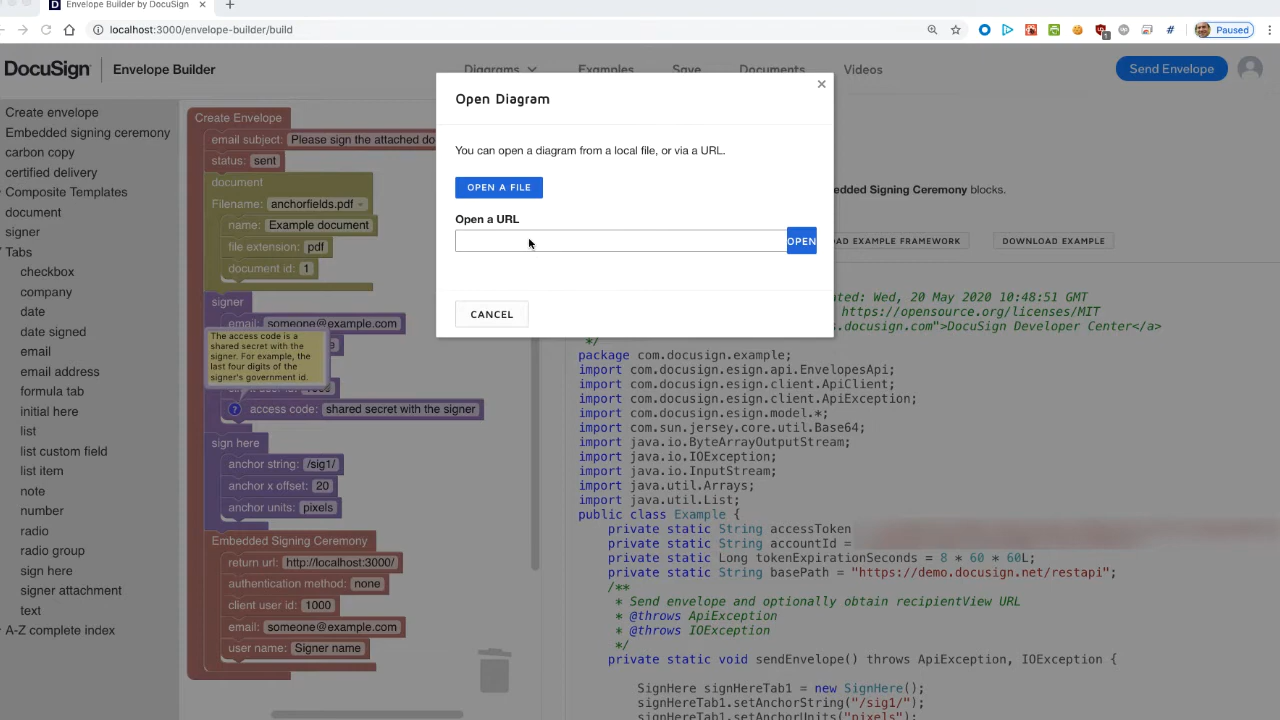 Envelope Builder by DocuSign
localhost:3000/envelope-builder/build
Paused
DocuSign
Envelope Builder
Diagrams
Examples
Save
Documents
Videos
Send Envelope
Create envelope
Embedded signing ceremony
carbon copy
certified delivery
Composite Templates
document
signer
Tabs
checkbox
company
date
date signed
email
email address
formula tab
initial here
list
list custom field
list item
note
number
radio
radio group
sign here
signer attachment
text
A-Z complete index
Create Envelope
email subject: Please sign the attached do
status: sent
document
Filename: anchorfields.pdf
name: Example document
file extension: pdf
document id: 1
signer
email: someone@example.com
The access code is a
shared secret with the
signer. For example, the
last four digits of the
signer's government id.
? access code: shared secret with the signer
sign here
anchor string: /sig1/
anchor x offset: 20
anchor units: pixels
Embedded Signing Ceremony
return url: http://localhost:3000/
authentication method: none
client user id: 1000
email: someone@example.com
user name: Signer name
Open Diagram
You can open a diagram from a local file, or via a URL.
OPEN A FILE
Open a URL
OPEN
CANCEL
edded Signing Ceremony blocks.
AD EXAMPLE FRAMEWORK
DOWNLOAD EXAMPLE
ated: Wed, 20 May 2020 10:48:51 GMT
https://opensource.org/licenses/MIT
s.docusign.com">DocuSign Developer Center</a>
*/
package com.docusign.example;
import com.docusign.esign.api.EnvelopesApi;
import com.docusign.esign.client.ApiClient;
import com.docusign.esign.client.ApiException;
import com.docusign.esign.model.*;
import com.sun.jersey.core.util.Base64;
import java.io.ByteArrayOutputStream;
import java.io.IOException;
import java.io.InputStream;
import java.util.Arrays;
import java.util.List;
public class Example {
private static String accessToken
private static String accountId =
private static Long tokenExpirationSeconds = 8 * 60 * 60L;
private static String basePath = "https://demo.docusign.net/restapi";
/**
* Send envelope and optionally obtain recipientView URL
* @throws ApiException
* @throws IOException
*/
private static void sendEnvelope() throws ApiException, IOException {
SignHere signHereTab1 = new SignHere();
signHereTab1.setAnchorString("/sig1/");
signHereTab1.setAnchorUnits("pixels");